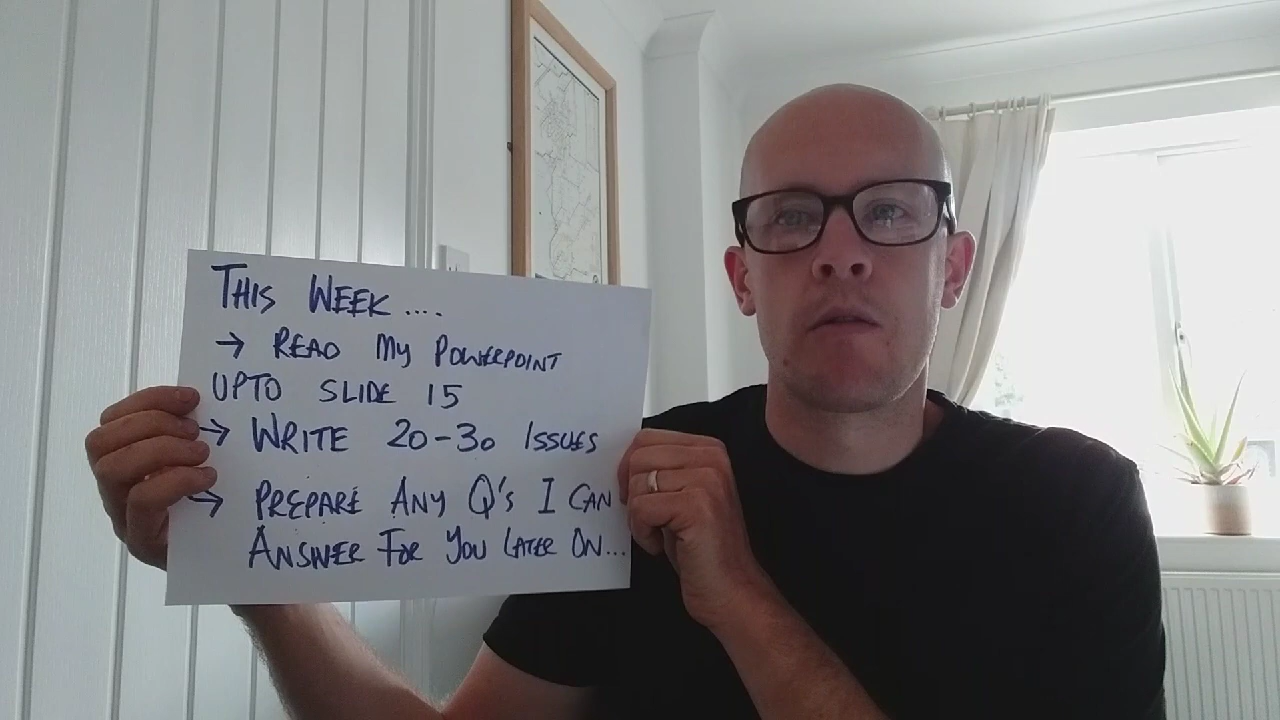 THIS WEEK ....
→ READ MY POWERPOINT
UPTO SLIDE 15
→ WRITE 20-30 ISSUES
→ PREPARE ANY Q'S I CAN
ANSWER FOR YOU LATER ON...